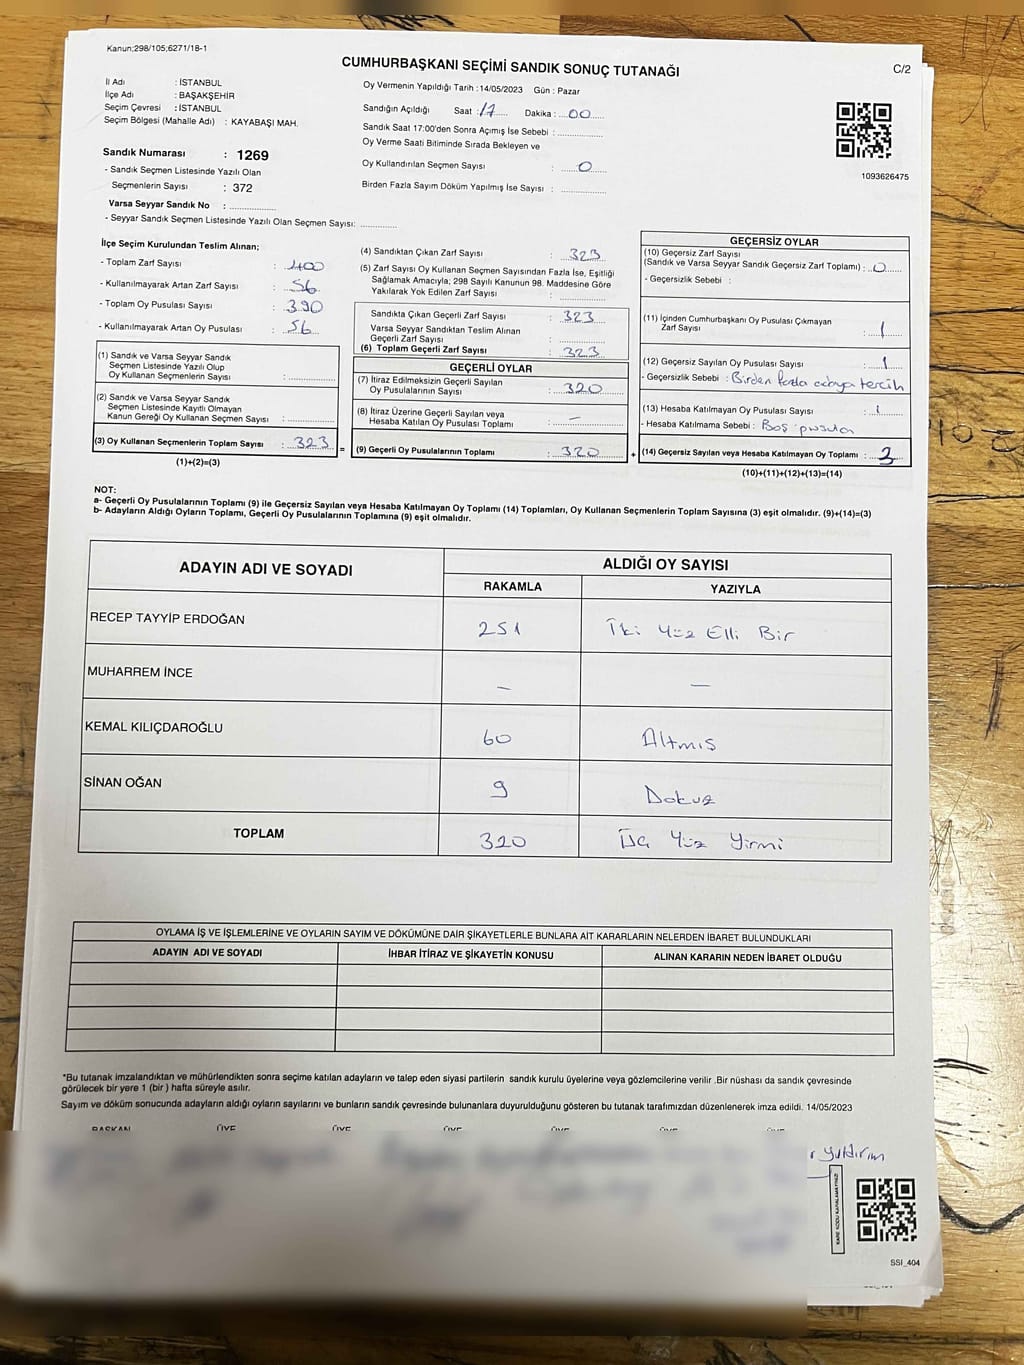 Kanun;298/105;6271/18-1
CUMHURBAŞKANI SEÇİMİ SANDIK SONUÇ TUTANAĞI
C/2
İl Adı : İSTANBUL
İlçe Adı : BAŞAKŞEHİR
Seçim Çevresi : İSTANBUL
Seçim Bölgesi (Mahalle Adı) : KAYABAŞI MAH.
Sandık Numarası : 1269
- Sandık Seçmen Listesinde Yazılı Olan
Seçmenlerin Sayısı : 372
Varsa Seyyar Sandık No : ..............
- Seyyar Sandık Seçmen Listesinde Yazılı Olan Seçmen Sayısı: ..............
Oy Vermenin Yapıldığı Tarih : 14/05/2023 Gün : Pazar
Sandığın Açıldığı Saat : 17 Dakika : 00
Sandık Saat 17:00'den Sonra Açımış İse Sebebi : ..............
Oy Verme Saati Bitiminde Sırada Bekleyen ve
Oy Kullandırılan Seçmen Sayısı : 0
Birden Fazla Sayım Döküm Yapılmış İse Sayısı : ..............
1093626475
İlçe Seçim Kurulundan Teslim Alınan;
- Toplam Zarf Sayısı : 400
- Kullanılmayarak Artan Zarf Sayısı : 56
- Toplam Oy Pusulası Sayısı : 390
- Kullanılmayarak Artan Oy Pusulası : 56
(1) Sandık ve Varsa Seyyar Sandık
Seçmen Listesinde Yazılı Olup
Oy Kullanan Seçmenlerin Sayısı : ..............
(2) Sandık ve Varsa Seyyar Sandık
Seçmen Listesinde Kayıtlı Olmayan
Kanun Gereği Oy Kullanan Seçmen Sayısı : ..............
(3) Oy Kullanan Seçmenlerin Toplam Sayısı : 323 =
(1)+(2)=(3)
(4) Sandıktan Çıkan Zarf Sayısı : 323
(5) Zarf Sayısı Oy Kullanan Seçmen Sayısından Fazla İse, Eşitliği
Sağlamak Amacıyla; 298 Sayılı Kanunun 98. Maddesine Göre
Yakılarak Yok Edilen Zarf Sayısı : ..............
Sandıkta Çıkan Geçerli Zarf Sayısı : 323
Varsa Seyyar Sandıktan Teslim Alınan
Geçerli Zarf Sayısı : ..............
(6) Toplam Geçerli Zarf Sayısı : 323
GEÇERLİ OYLAR
(7) İtiraz Edilmeksizin Geçerli Sayılan
Oy Pusulalarının Sayısı : 320
(8) İtiraz Üzerine Geçerli Sayılan veya
Hesaba Katılan Oy Pusulası Toplamı : –
(9) Geçerli Oy Pusulalarının Toplamı : 320 +
GEÇERSİZ OYLAR
(10) Geçersiz Zarf Sayısı
(Sandık ve Varsa Seyyar Sandık Geçersiz Zarf Toplamı) : 0
- Geçersizlik Sebebi :
(11) İçinden Cumhurbaşkanı Oy Pusulası Çıkmayan
Zarf Sayısı : 1
(12) Geçersiz Sayılan Oy Pusulası Sayısı : 1
- Geçersizlik Sebebi : Birden fazla adaya tercih
(13) Hesaba Katılmayan Oy Pusulası Sayısı : 1
- Hesaba Katılmama Sebebi : Boş pusula
(14) Geçersiz Sayılan veya Hesaba Katılmayan Oy Toplamı : 3
(10)+(11)+(12)+(13)=(14)
NOT:
a- Geçerli Oy Pusulalarının Toplamı (9) ile Geçersiz Sayılan veya Hesaba Katılmayan Oy Toplamı (14) Toplamları, Oy Kullanan Seçmenlerin Toplam Sayısına (3) eşit olmalıdır. (9)+(14)=(3)
b- Adayların Aldığı Oyların Toplamı, Geçerli Oy Pusulalarının Toplamına (9) eşit olmalıdır.
ADAYIN ADI VE SOYADI ALDIĞI OY SAYISI
RAKAMLA YAZIYLA
RECEP TAYYİP ERDOĞAN 251 İki Yüz Elli Bir
MUHARREM İNCE – –
KEMAL KILIÇDAROĞLU 60 Altmış
SİNAN OĞAN 9 Dokuz
TOPLAM 320 Üç Yüz Yirmi
OYLAMA İŞ VE İŞLEMLERİNE VE OYLARIN SAYIM VE DÖKÜMÜNE DAİR ŞİKAYETLERLE BUNLARA AİT KARARLARIN NELERDEN İBARET BULUNDUKLARI
ADAYIN ADI VE SOYADI İHBAR İTİRAZ VE ŞİKAYETİN KONUSU ALINAN KARARIN NEDEN İBARET OLDUĞU
*Bu tutanak imzalandıktan ve mühürlendikten sonra seçime katılan adayların ve talep eden siyasi partilerin sandık kurulu üyelerine veya gözlemcilerine verilir .Bir nüshası da sandık çevresinde
görülecek bir yere 1 (bir ) hafta süreyle asılır.
Sayım ve döküm sonucunda adayların aldığı oyların sayılarını ve bunların sandık çevresinde bulunanlara duyurulduğunu gösteren bu tutanak tarafımızdan düzenlenerek imza edildi. 14/05/2023
BAŞKAN ÜYE ÜYE ÜYE ÜYE ÜYE ÜYE
Yıldırım
KARE KODU KARALAMAYINIZ
SSI_404